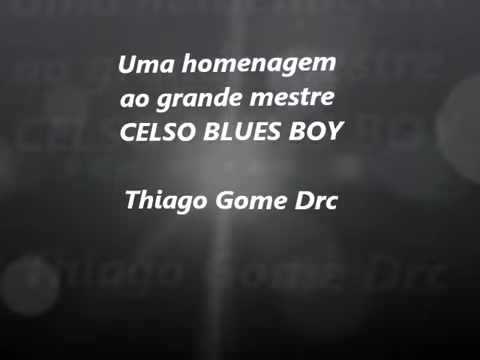 Uma homenagem
ao grande mestre
CELSO BLUES BOY
Thiago Gome Drc